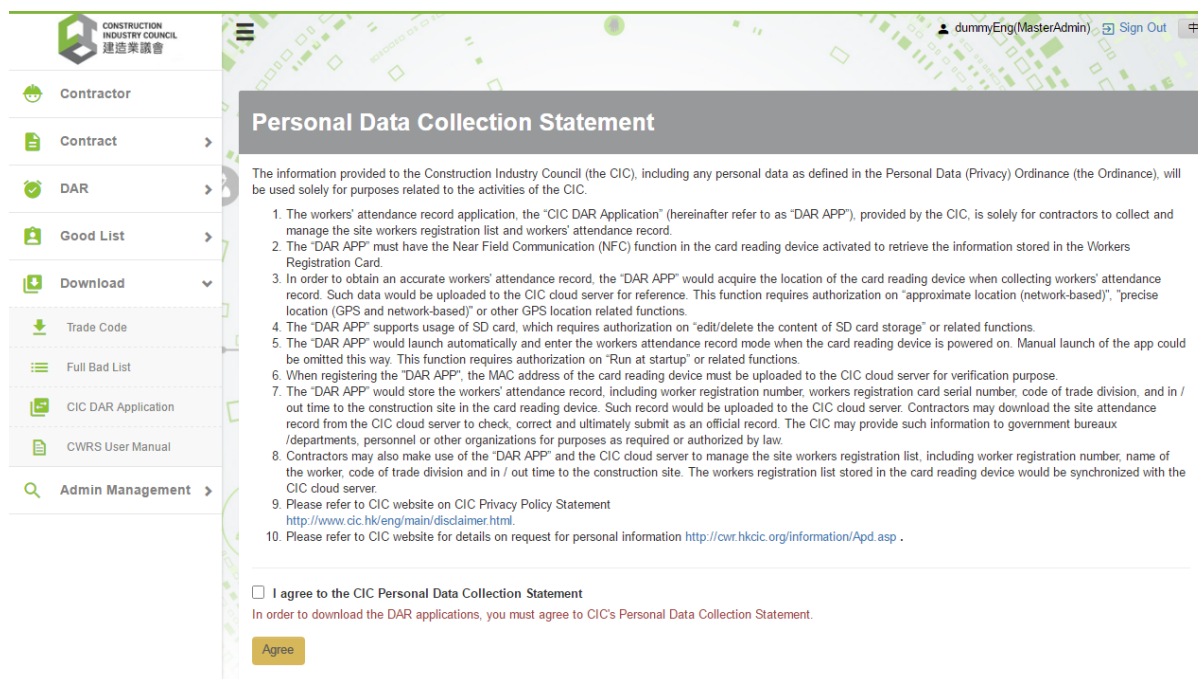 CONSTRUCTION
INDUSTRY COUNCIL
建造業議會
dummyEng(MasterAdmin) Sign Out 中
Contractor
Contract
DAR
Good List
Download
Trade Code
Full Bad List
CIC DAR Application
CWRS User Manual
Admin Management
Personal Data Collection Statement
The information provided to the Construction Industry Council (the CIC), including any personal data as defined in the Personal Data (Privacy) Ordinance (the Ordinance), will
be used solely for purposes related to the activities of the CIC.
1. The workers' attendance record application, the “CIC DAR Application” (hereinafter refer to as “DAR APP”), provided by the CIC, is solely for contractors to collect and
manage the site workers registration list and workers' attendance record.
2. The “DAR APP” must have the Near Field Communication (NFC) function in the card reading device activated to retrieve the information stored in the Workers
Registration Card.
3. In order to obtain an accurate workers' attendance record, the “DAR APP” would acquire the location of the card reading device when collecting workers' attendance
record. Such data would be uploaded to the CIC cloud server for reference. This function requires authorization on “approximate location (network-based)”, "precise
location (GPS and network-based)” or other GPS location related functions.
4. The “DAR APP” supports usage of SD card, which requires authorization on “edit/delete the content of SD card storage” or related functions.
5. The “DAR APP” would launch automatically and enter the workers attendance record mode when the card reading device is powered on. Manual launch of the app could
be omitted this way. This function requires authorization on “Run at startup” or related functions.
6. When registering the "DAR APP", the MAC address of the card reading device must be uploaded to the CIC cloud server for verification purpose.
7. The “DAR APP” would store the workers' attendance record, including worker registration number, workers registration card serial number, code of trade division, and in /
out time to the construction site in the card reading device. Such record would be uploaded to the CIC cloud server. Contractors may download the site attendance
record from the CIC cloud server to check, correct and ultimately submit as an official record. The CIC may provide such information to government bureaux
/departments, personnel or other organizations for purposes as required or authorized by law.
8. Contractors may also make use of the “DAR APP” and the CIC cloud server to manage the site workers registration list, including worker registration number, name of
the worker, code of trade division and in / out time to the construction site. The workers registration list stored in the card reading device would be synchronized with the
CIC cloud server.
9. Please refer to CIC website on CIC Privacy Policy Statement
http://www.cic.hk/eng/main/disclaimer.html.
10. Please refer to CIC website for details on request for personal information http://cwr.hkcic.org/information/Apd.asp .
I agree to the CIC Personal Data Collection Statement
In order to download the DAR applications, you must agree to CIC's Personal Data Collection Statement.
Agree